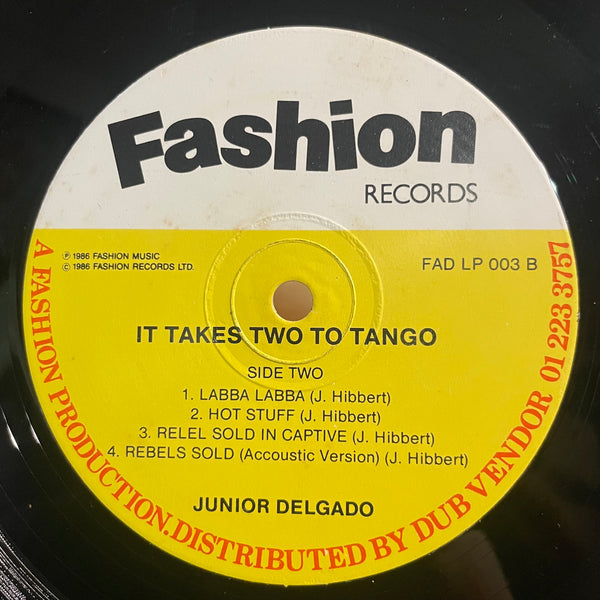 Fashion
RECORDS
℗ 1986 FASHION MUSIC
© 1986 FASHION RECORDS LTD.
FAD LP 003 B
IT TAKES TWO TO TANGO
SIDE TWO
1. LABBA LABBA (J. Hibbert)
2. HOT STUFF (J. Hibbert)
3. RELEL SOLD IN CAPTIVE (J. Hibbert)
4. REBELS SOLD (Accoustic Version) (J. Hibbert)
JUNIOR DELGADO
A FASHION PRODUCTION.DISTRIBUTED BY DUB VENDOR 01 223 3757